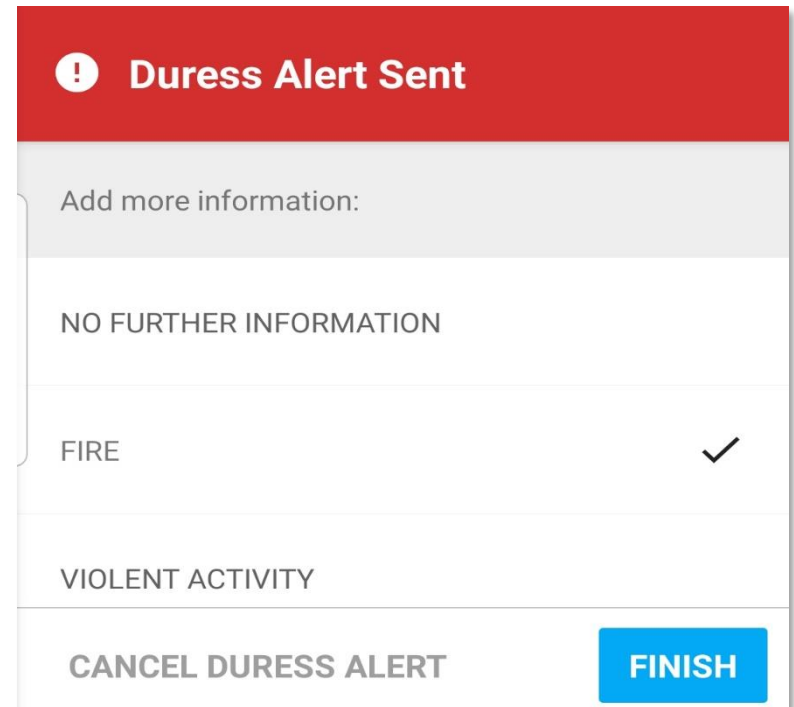 Duress Alert Sent
Add more information:
NO FURTHER INFORMATION
FIRE
VIOLENT ACTIVITY
CANCEL DURESS ALERT
FINISH